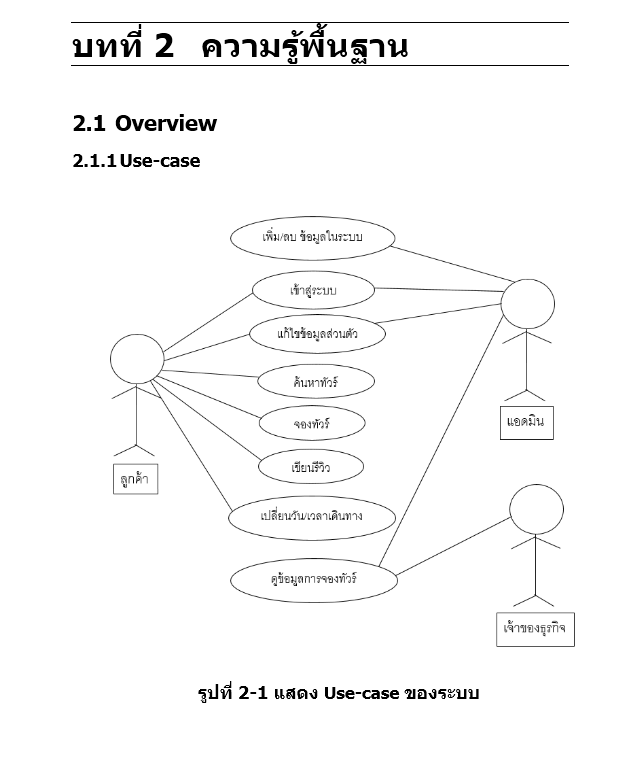 บทที่ 2 ความรู้พื้นฐาน
2.1 Overview
2.1.1 Use-case
เพิ่ม/ลบ ข้อมูลในระบบ
เข้าสู่ระบบ
แก้ไขข้อมูลส่วนตัว
ค้นหาทัวร์
จองทัวร์
เขียนรีวิว
เปลี่ยนวัน/เวลาเดินทาง
ดูข้อมูลการจองทัวร์
ลูกค้า
แอดมิน
เจ้าของธุรกิจ
รูปที่ 2-1 แสดง Use-case ของระบบ